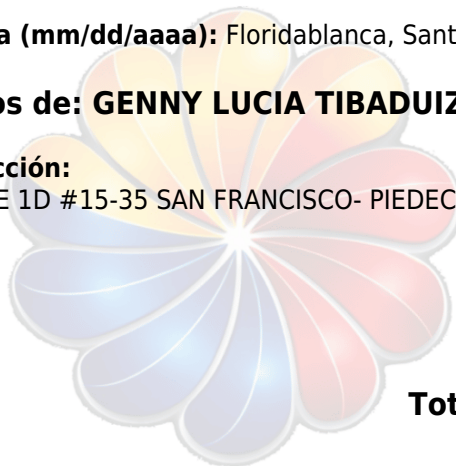 a (mm/dd/aaaa): Floridablanca, Sant
os de: GENNY LUCIA TIBADUIZ
cción:
E 1D #15-35 SAN FRANCISCO- PIEDEC
Tot